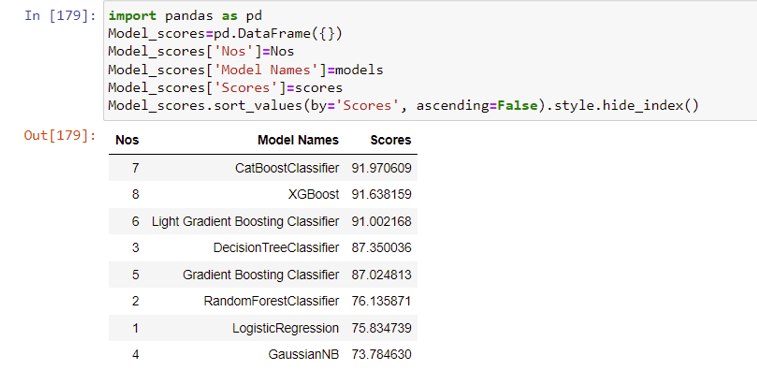 In [179]: import pandas as pd
Model_scores=pd.DataFrame({})
Model_scores['Nos']=Nos
Model_scores['Model Names']=models
Model_scores['Scores']=scores
Model_scores.sort_values(by='Scores', ascending=False).style.hide_index()
Out[179]:
Nos Model Names Scores
7 CatBoostClassifier 91.970609
8 XGBoost 91.638159
6 Light Gradient Boosting Classifier 91.002168
3 DecisionTreeClassifier 87.350036
5 Gradient Boosting Classifier 87.024813
2 RandomForestClassifier 76.135871
1 LogisticRegression 75.834739
4 GaussianNB 73.784630